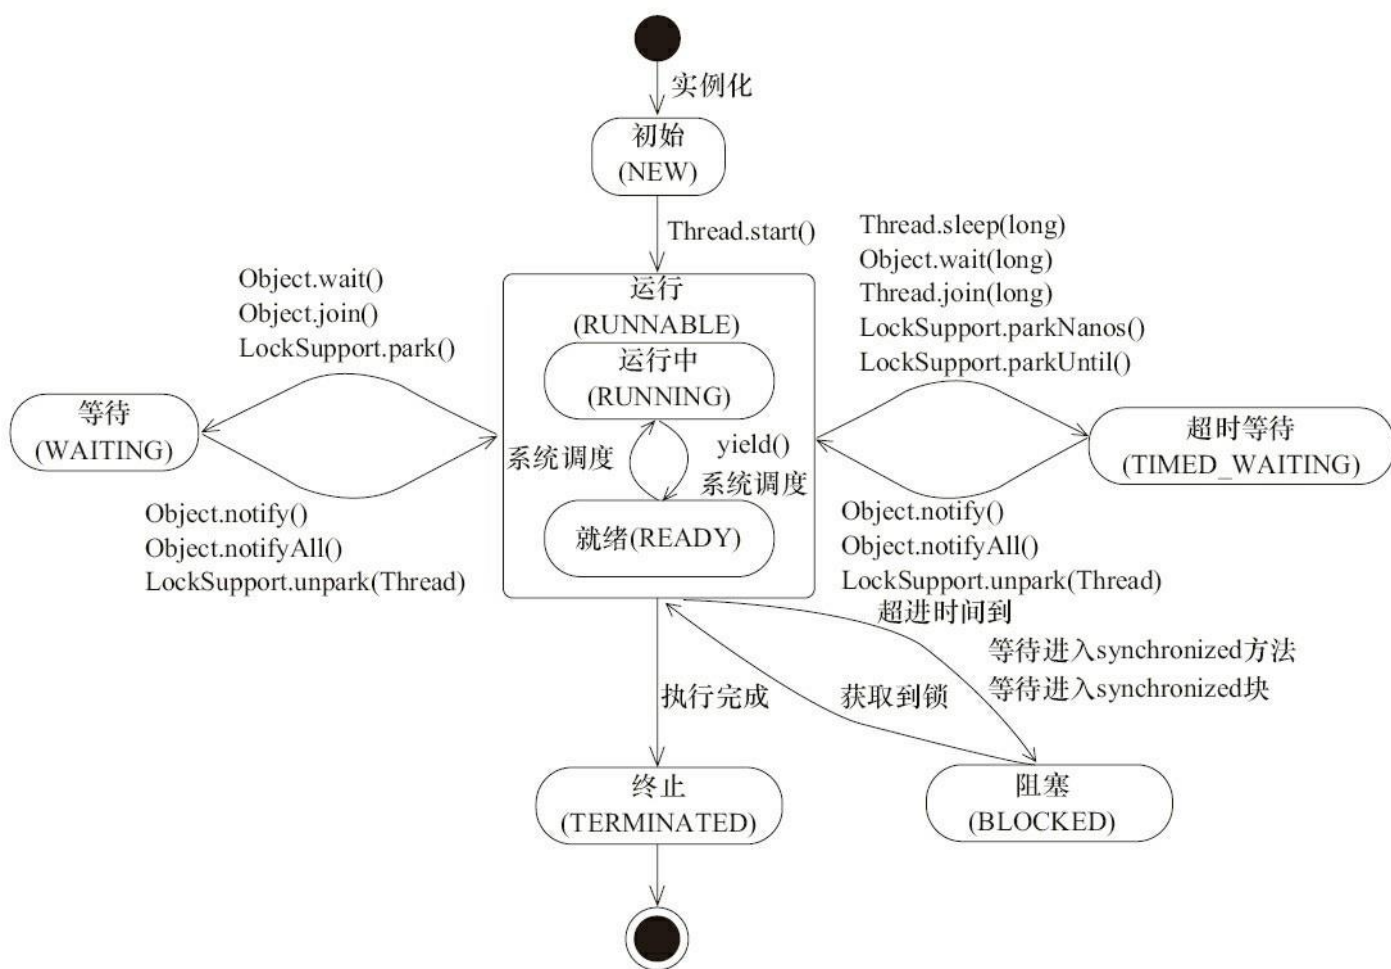 实例化
初始
(NEW)
Thread.start()
Object.wait()
Object.join()
LockSupport.park()
Thread.sleep(long)
Object.wait(long)
Thread.join(long)
LockSupport.parkNanos()
LockSupport.parkUntil()
运行
(RUNNABLE)
运行中
(RUNNING)
等待
(WAITING)
超时等待
(TIMED_WAITING)
系统调度
yield()
系统调度
就绪(READY)
Object.notify()
Object.notifyAll()
LockSupport.unpark(Thread)
Object.notify()
Object.notifyAll()
LockSupport.unpark(Thread)
超进时间到
等待进入synchronized方法
等待进入synchronized块
执行完成
获取到锁
终止
(TERMINATED)
阻塞
(BLOCKED)